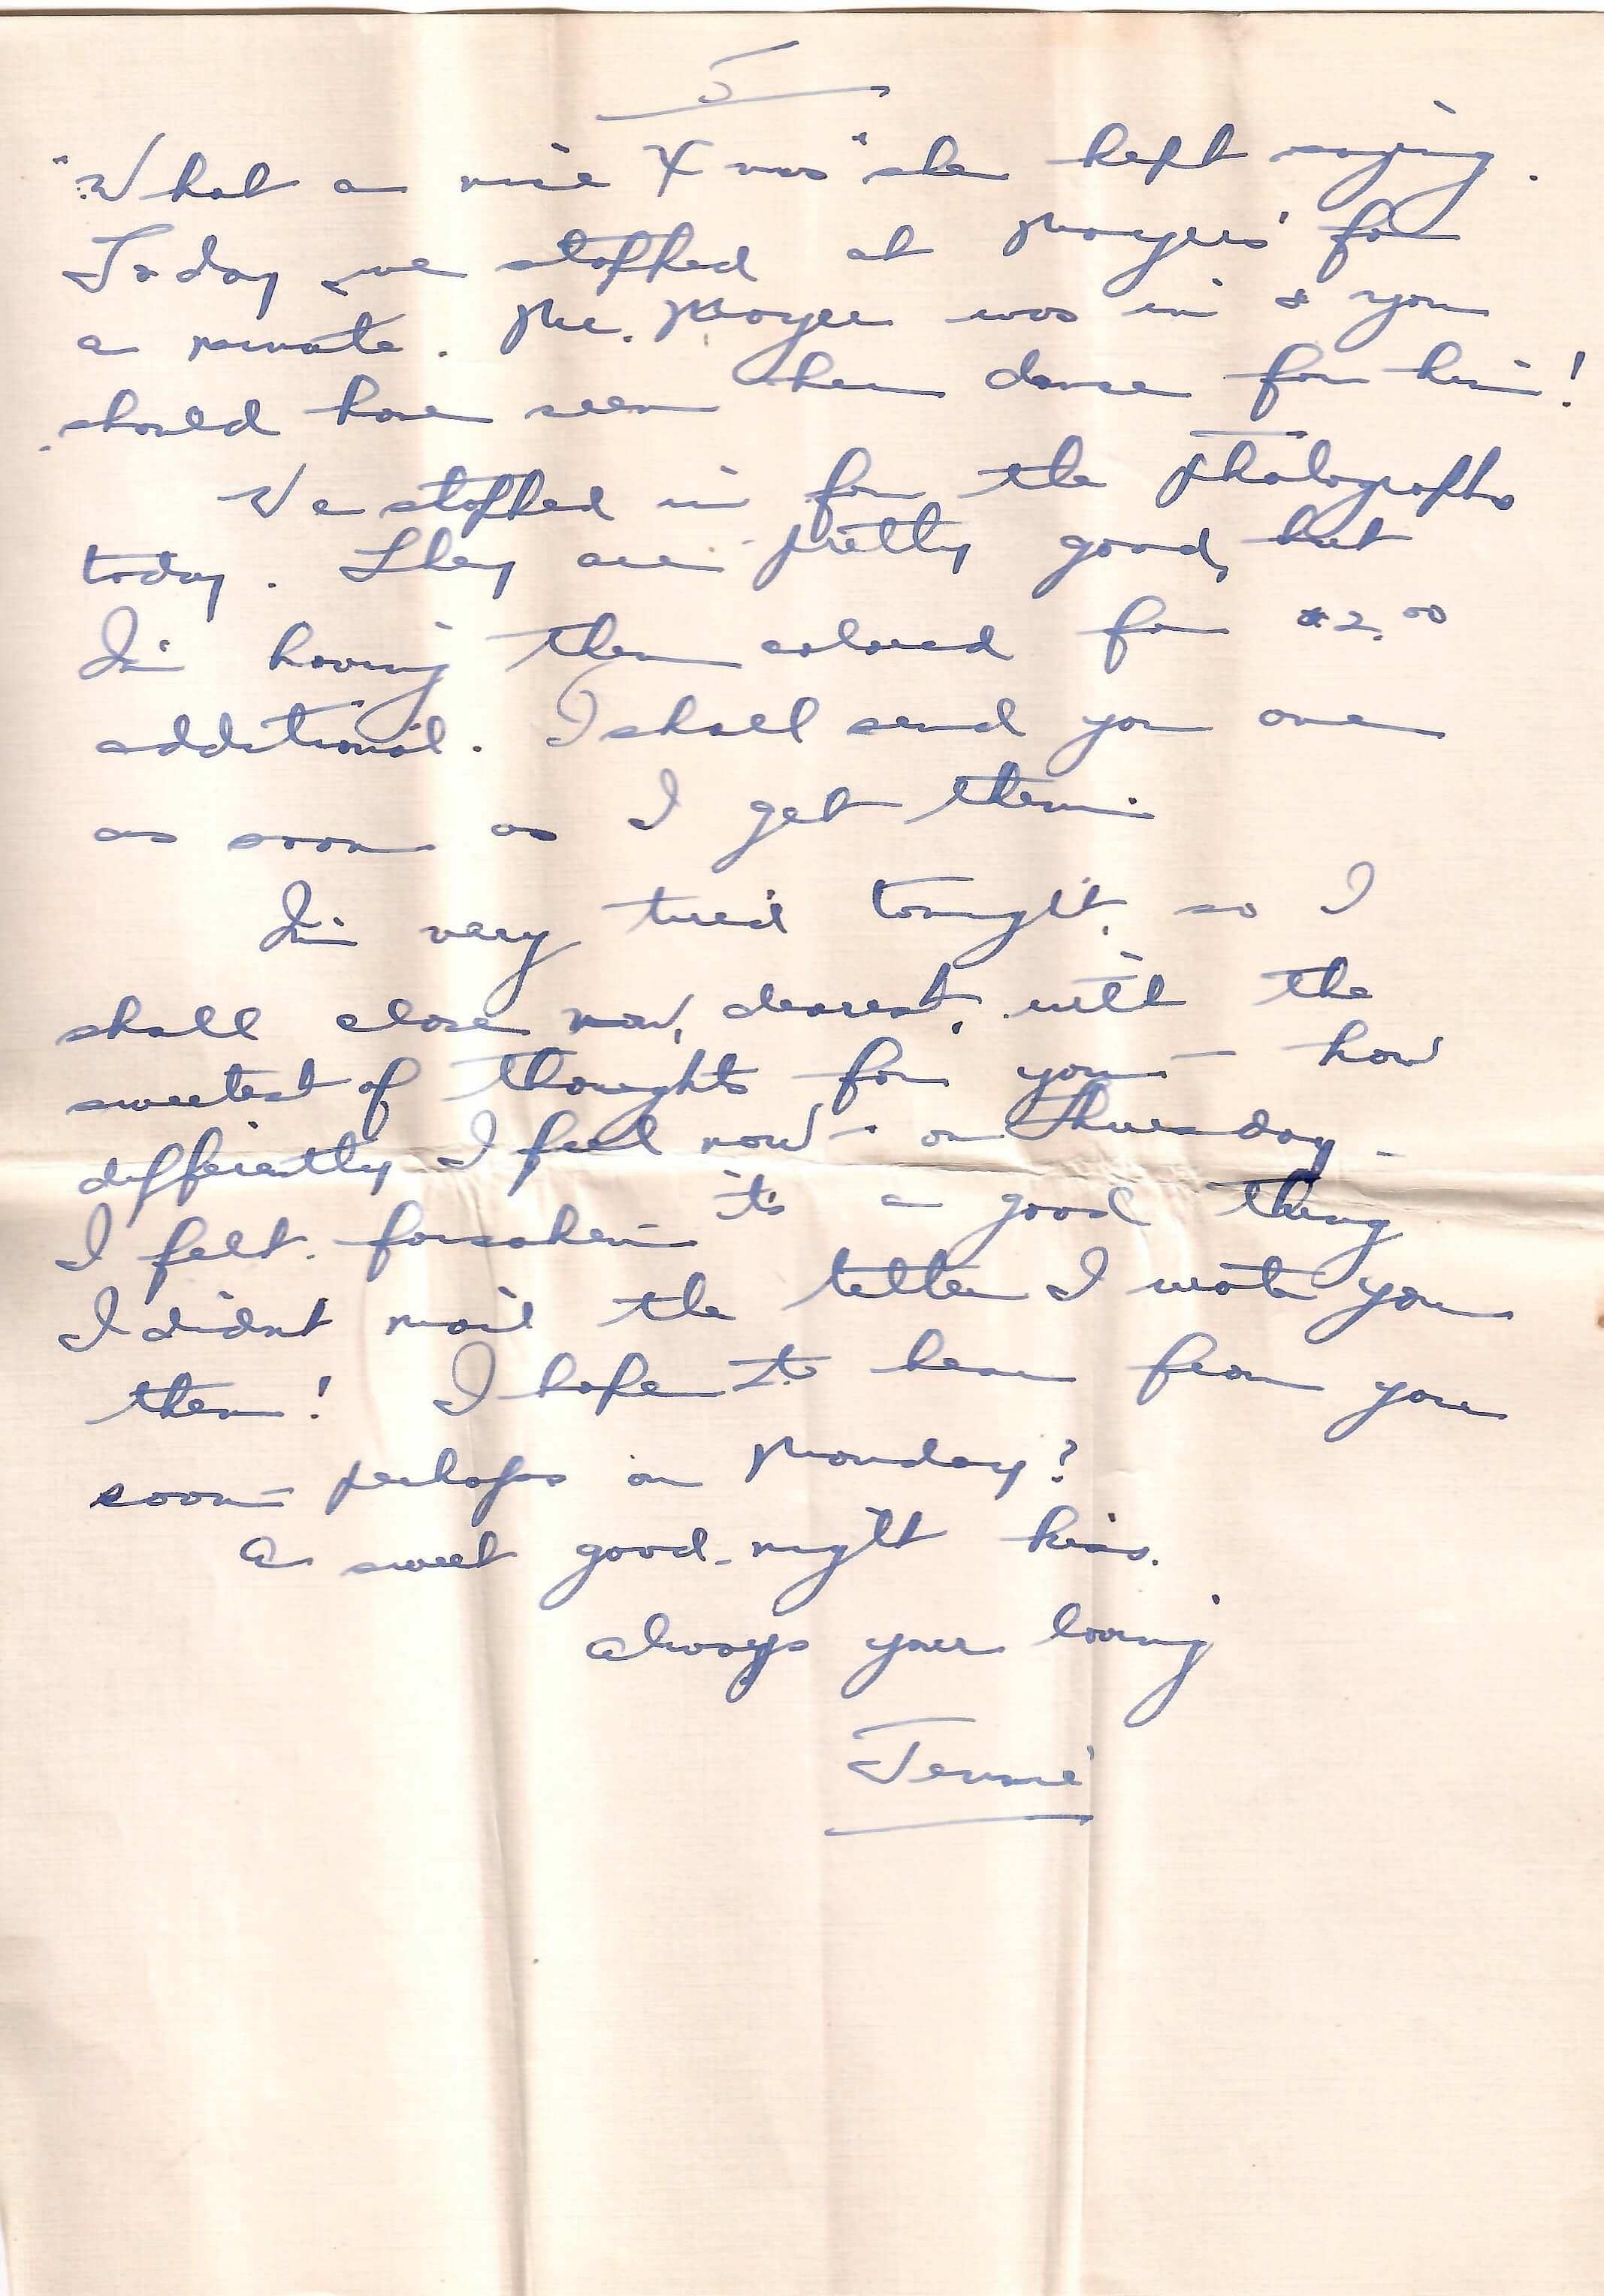 5
"What a nice Xmas" she kept saying.
Today we stopped at Moyers' for
a minute. Mr. Moyer was in & you
should have seen her dance for him!
We stopped in for the photographs
today. They are pretty good, but
I'm having them colored for $2.00
additional. I shall send you one
as soon as I get them.
I'm very tired tonight, so I
shall close now, dearest, with the
sweetest of thoughts for you — how
differently I feel now — on Thursday
I felt forsaken — it's a good thing
I didn't mail the letter I wrote you
then! I hope to hear from you
soon — perhaps on Monday?
A sweet good-night kiss.
Always your loving
Jennie